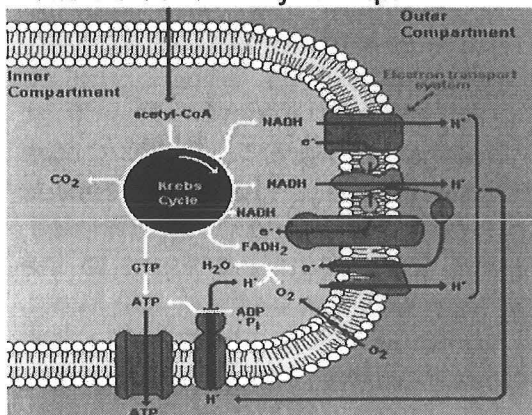 Outer
Compartment
Inner
Compartment
Electron transport
system
acetyl-CoA
NADH
H⁺
e⁻
CO₂
Krebs
Cycle
NADH
H⁺
NADH
e⁻
FADH₂
GTP
H₂O
e⁻
H⁺
O₂
H⁺
ATP
ADP
+ Pᵢ
O₂
H⁺
ATP